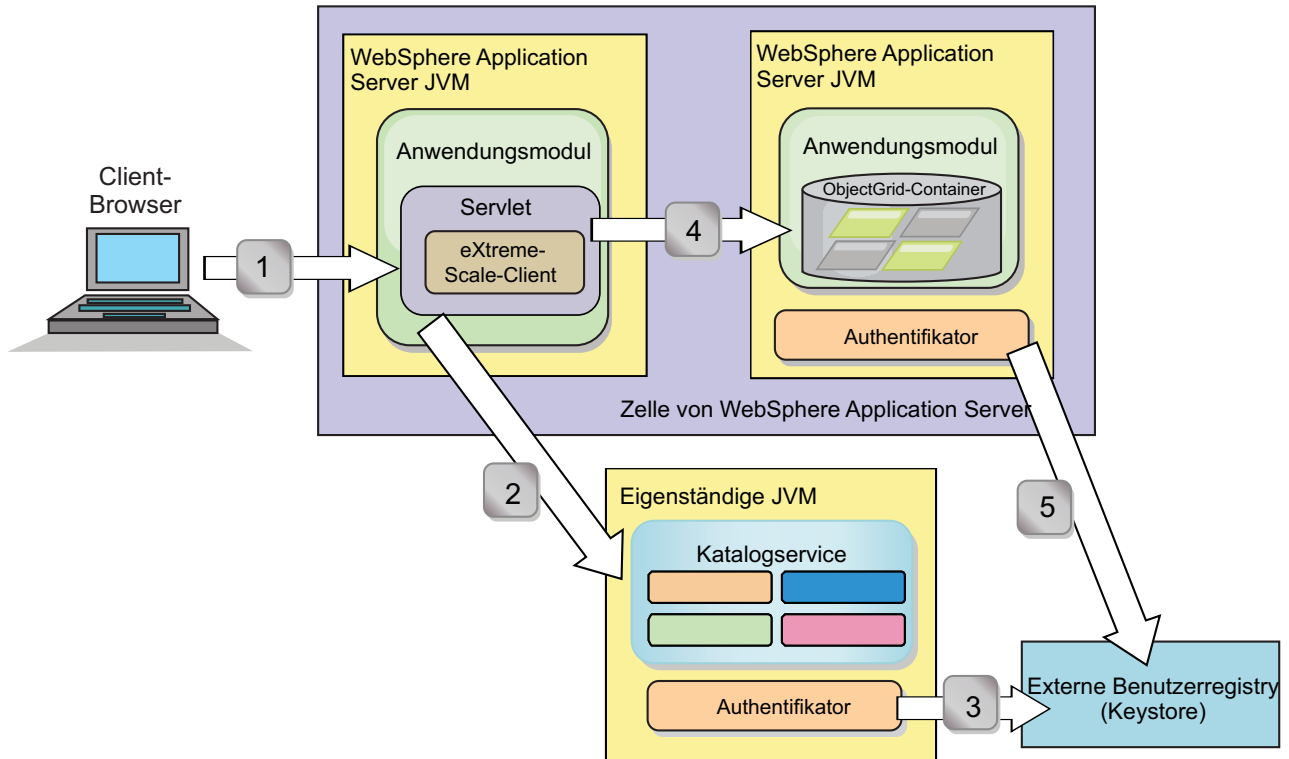 WebSphere Application
Server JVM
Anwendungsmodul
Servlet
eXtreme-
Scale-Client
WebSphere Application
Server JVM
Anwendungsmodul
ObjectGrid-Container
Authentifikator
Client-
Browser
1
4
Zelle von WebSphere Application Server
2
5
Eigenständige JVM
Katalogservice
Authentifikator
3
Externe Benutzerregistry
(Keystore)